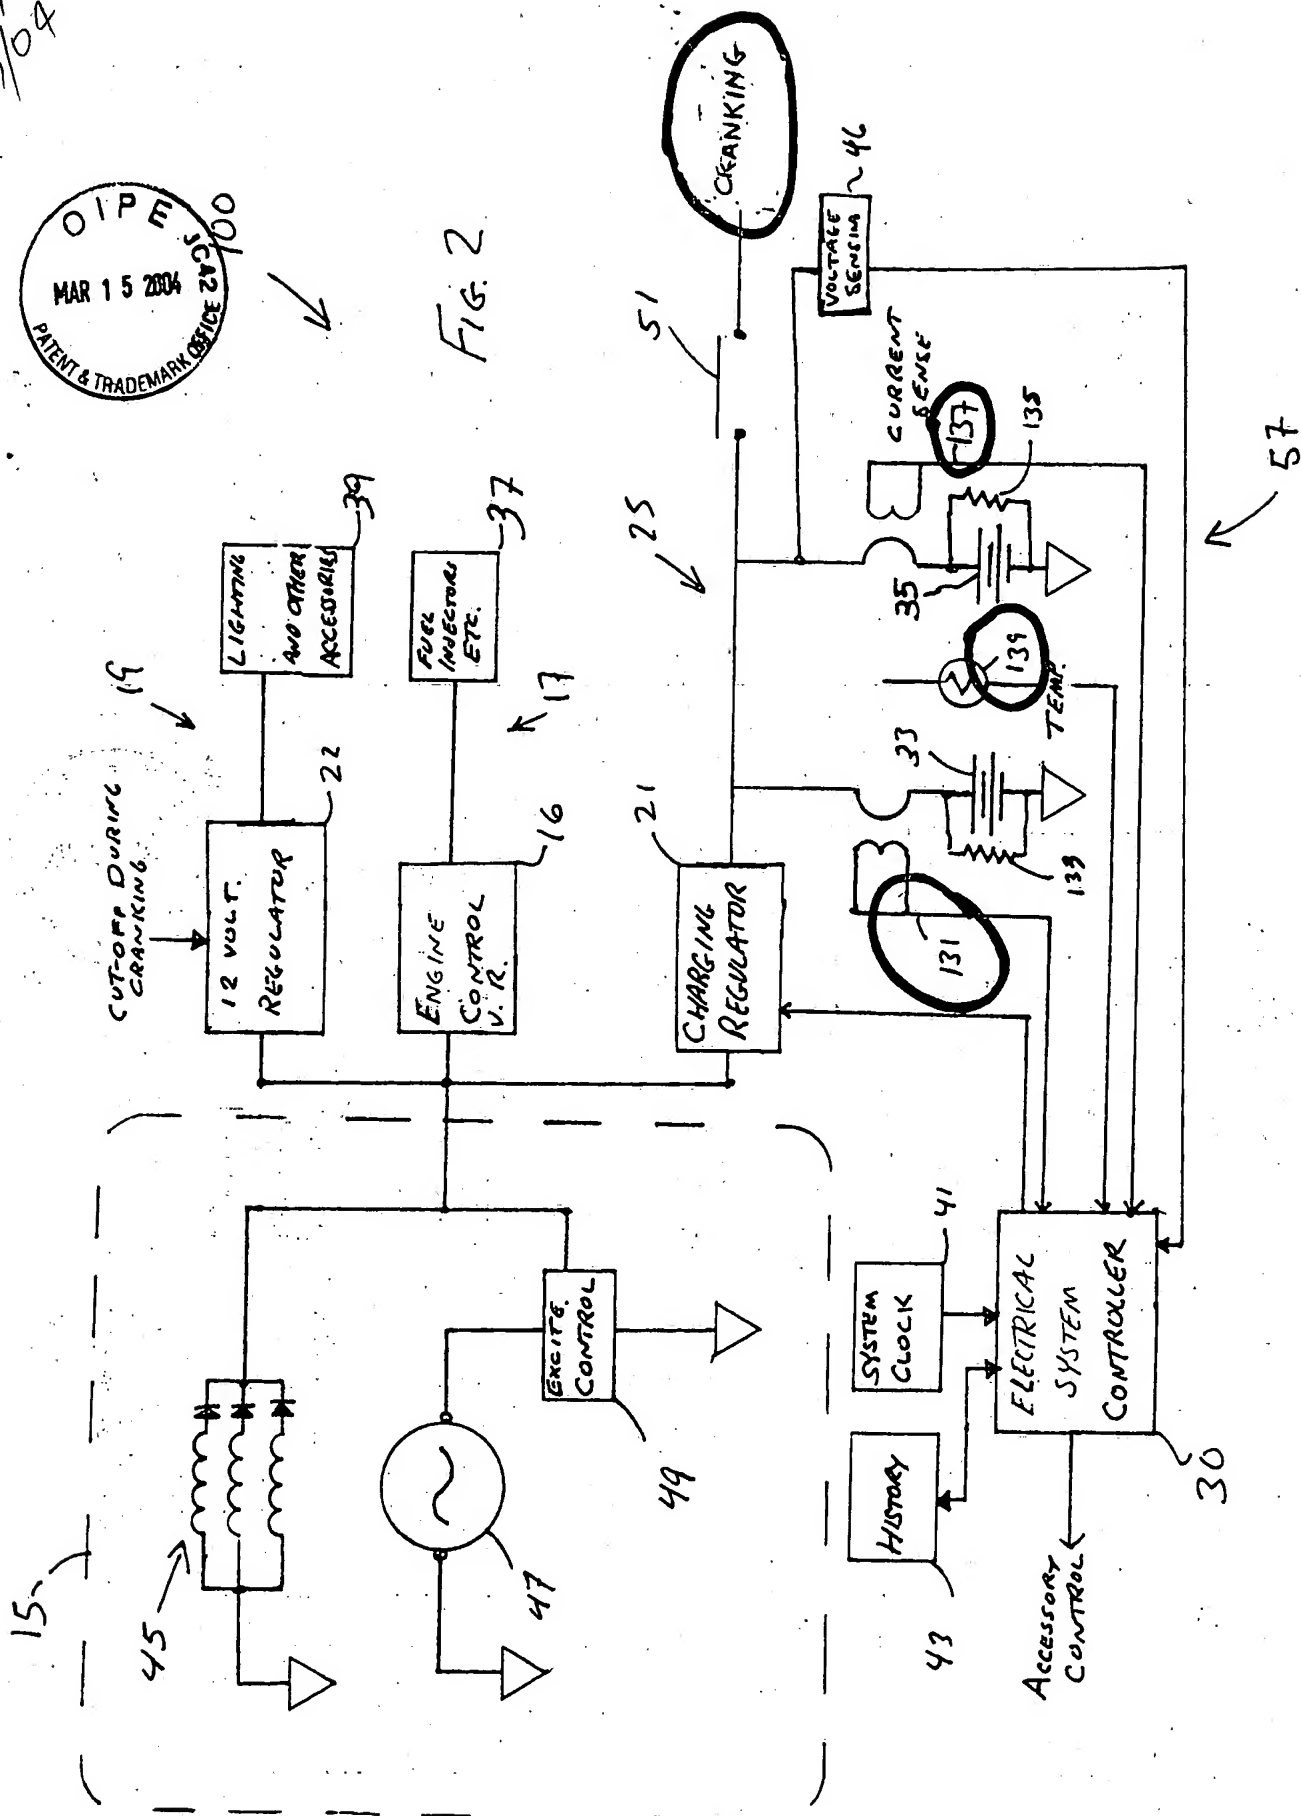 /04
OIPE JCA2
MAR 15 2004
PATENT & TRADEMARK OFFICE
100
FIG. 2
CUT-OFF DURING
CRANKING
19
12 VOLT.
REGULATOR
22
LIGHTING
AND OTHER
ACCESSORIES
39
ENGINE
CONTROL
V.R.
16
17
FUEL
INJECTORS
ETC.
37
CHARGING
REGULATOR
21
25
51
CRANKING
VOLTAGE
SENSING
46
CURRENT
SENSE
137
135
35
139
TEMP.
33
133
131
57
15
45
47
EXCITE.
CONTROL
49
SYSTEM
CLOCK
41
HISTORY
43
ELECTRICAL
SYSTEM
CONTROLLER
30
ACCESSORY
CONTROL